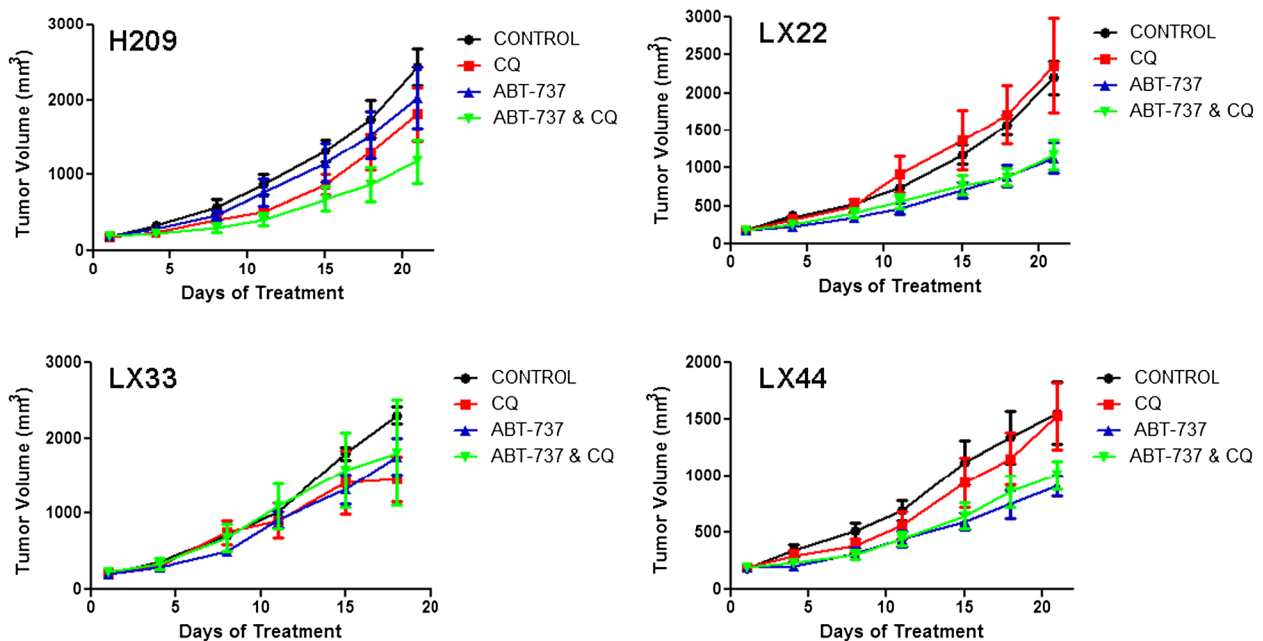 H209
Tumor Volume (mm³)
3000
2000
1000
0
0 5 10 15 20
Days of Treatment
CONTROL
CQ
ABT-737
ABT-737 & CQ
LX22
Tumor Volume (mm³)
3000
2500
2000
1500
1000
500
0
0 5 10 15 20
Days of Treatment
CONTROL
CQ
ABT-737
ABT-737 & CQ
LX33
Tumor Volume (mm³)
3000
2000
1000
0
0 5 10 15 20
Days of Treatment
CONTROL
CQ
ABT-737
ABT-737 & CQ
LX44
Tumor Volume (mm³)
2000
1500
1000
500
0
0 5 10 15 20
Days of Treatment
CONTROL
CQ
ABT-737
ABT-737 & CQ